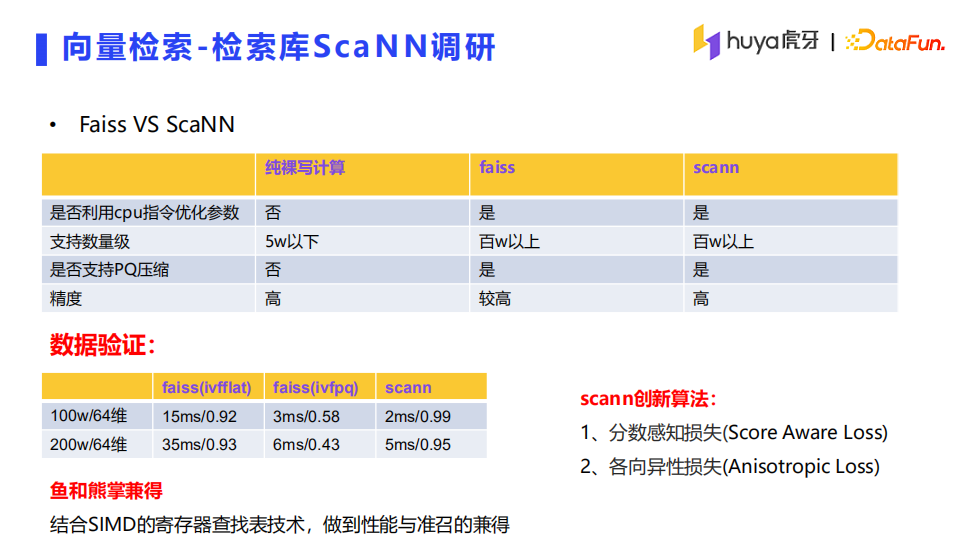 向量检索-检索库ScaNN调研
huya虎牙 | DataFun.
• Faiss VS ScaNN
纯裸写计算 faiss scann
是否利用cpu指令优化参数 否 是 是
支持数量级 5w以下 百w以上 百w以上
是否支持PQ压缩 否 是 是
精度 高 较高 高
数据验证：
faiss(ivfflat) faiss(ivfpq) scann
100w/64维 15ms/0.92 3ms/0.58 2ms/0.99
200w/64维 35ms/0.93 6ms/0.43 5ms/0.95
scann创新算法：
1、分数感知损失(Score Aware Loss)
2、各向异性损失(Anisotropic Loss)
鱼和熊掌兼得
结合SIMD的寄存器查找表技术，做到性能与准召的兼得